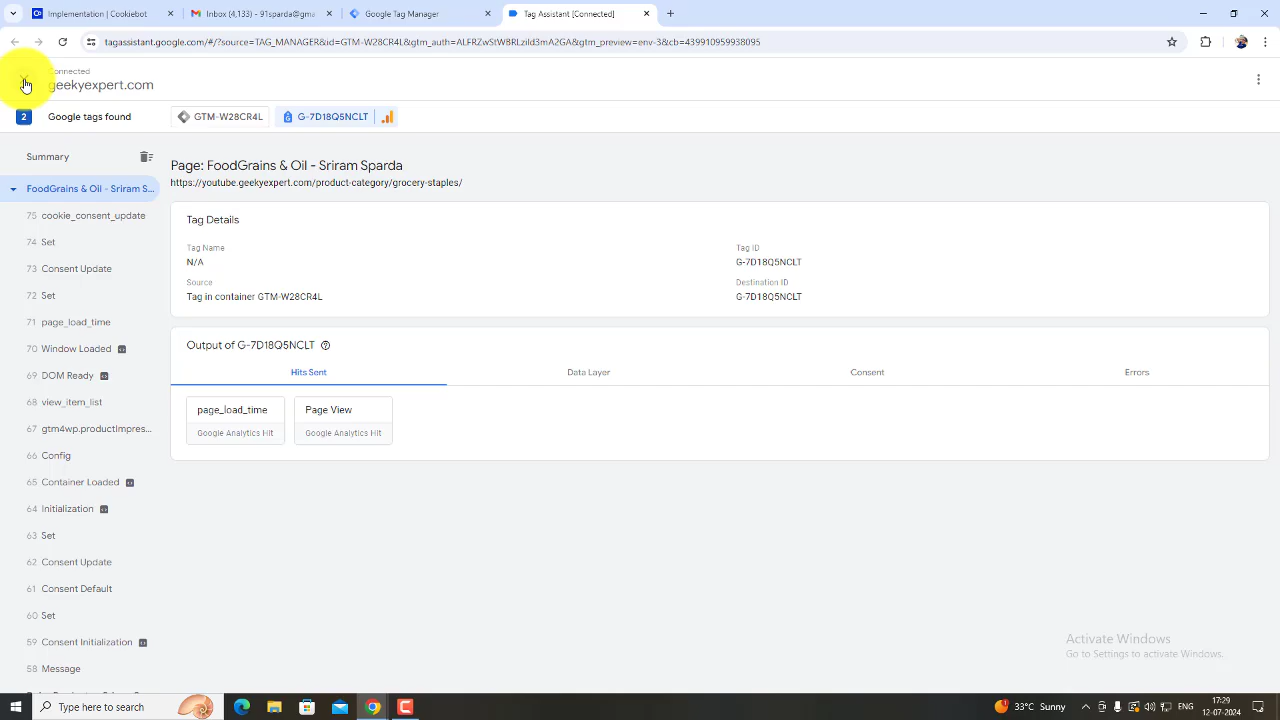 Implementation | Cookiebot
Inbox (4,133) - 91sparda@gmail
Google Tag Manager
Tag Assistant [Connected]
tagassistant.google.com/#/?source=TAG_MANAGER&id=GTM-W28CR4L&gtm_auth=ALFRZwStWBRLzild3mA2GA&gtm_preview=env-3&cb=439910959938095
Connected
geekyexpert.com
2 Google tags found
GTM-W28CR4L
G-7D18Q5NCLT
Summary
FoodGrains & Oil - Sriram S...
75 cookie_consent_update
74 Set
73 Consent Update
72 Set
71 page_load_time
70 Window Loaded
69 DOM Ready
68 view_item_list
67 gtm4wp.productImpres...
66 Config
65 Container Loaded
64 Initialization
63 Set
62 Consent Update
61 Consent Default
60 Set
59 Consent Initialization
58 Message
Page: FoodGrains & Oil - Sriram Sparda
https://youtube.geekyexpert.com/product-category/grocery-staples/
Tag Details
Tag Name
N/A
Tag ID
G-7D18Q5NCLT
Source
Tag in container GTM-W28CR4L
Destination ID
G-7D18Q5NCLT
Output of G-7D18Q5NCLT
Hits Sent
Data Layer
Consent
Errors
page_load_time
Google Analytics Hit
Page View
Google Analytics Hit
Activate Windows
Go to Settings to activate Windows.
Type here to search
33°C Sunny
ENG
17:29
12-07-2024